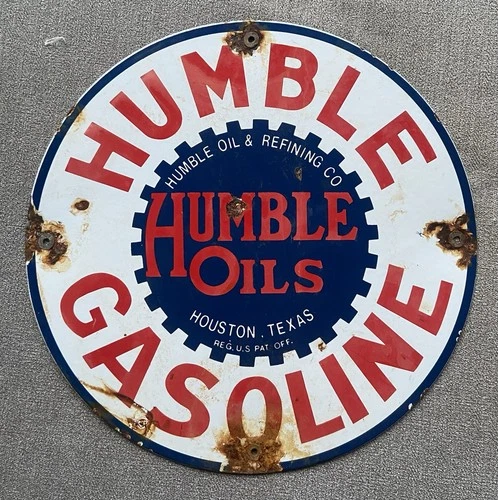 HUMBLE
HUMBLE OIL & REFINING CO
HUMBLE
OILS
HOUSTON . TEXAS
REG. U.S PAT. OFF.
GASOLINE